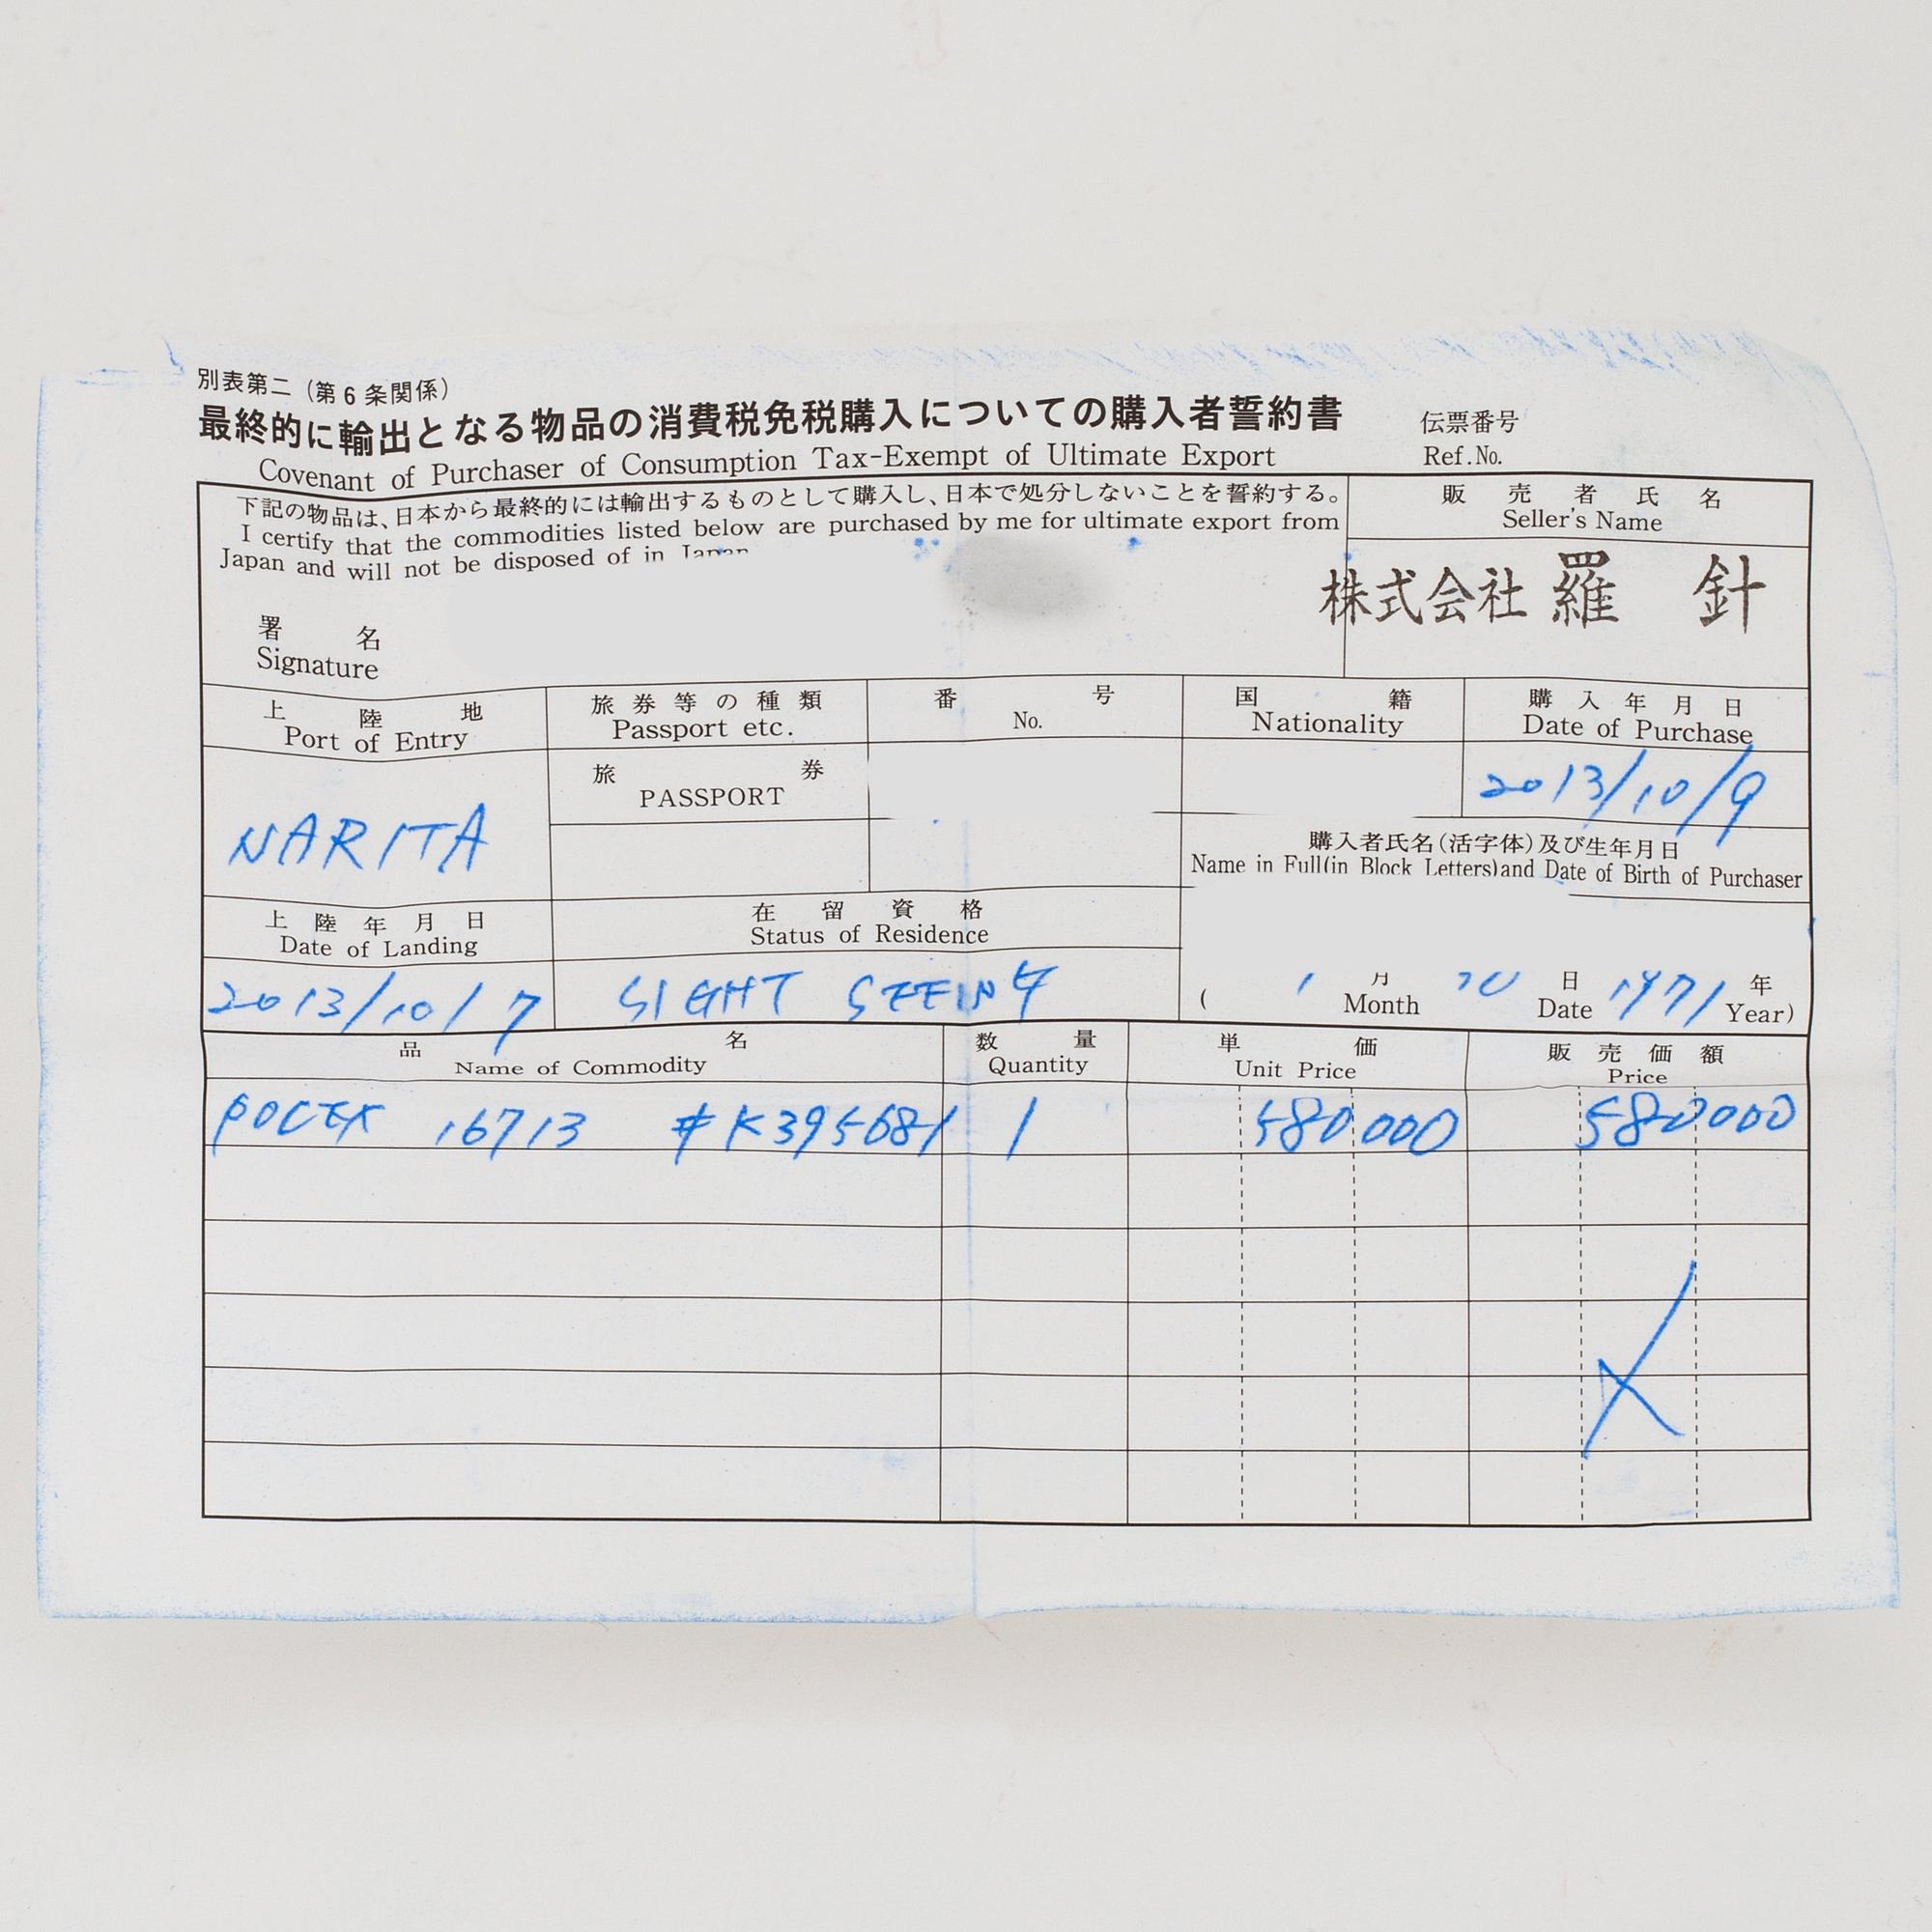 別表第二（第６条関係）
最終的に輸出となる物品の消費税免税購入についての購入者誓約書
Covenant of Purchaser of Consumption Tax-Exempt of Ultimate Export
伝票番号
Ref.No.
下記の物品は、日本から最終的には輸出するものとして購入し、日本で処分しないことを誓約する。
I certify that the commodities listed below are purchased by me for ultimate export from
Japan and will not be disposed of in Japan
署名
Signature
販売者氏名
Seller's Name
株式会社 羅針
上陸地
Port of Entry
旅券等の種類
Passport etc.
番号
No.
国籍
Nationality
購入年月日
Date of Purchase
NARITA
旅券
PASSPORT
2013/10/9
購入者氏名(活字体)及び生年月日
Name in Full(in Block Letters)and Date of Birth of Purchaser
上陸年月日
Date of Landing
在留資格
Status of Residence
2013/10/7
SIGHT SEEING
月 日 年
( 1 Month Date 1971 Year)
品名
Name of Commodity
数量
Quantity
単価
Unit Price
販売価額
Price
ROLEX 16713 #K395681 1 580000 580000